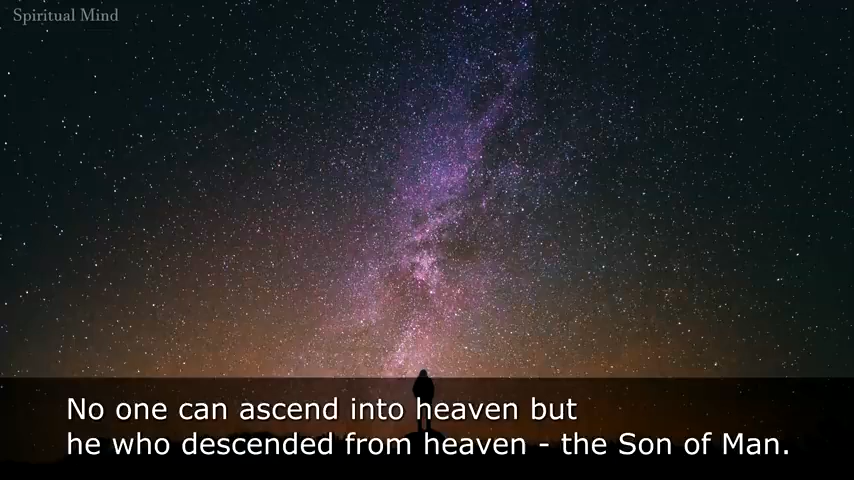 Spiritual Mind
No one can ascend into heaven but
he who descended from heaven - the Son of Man.